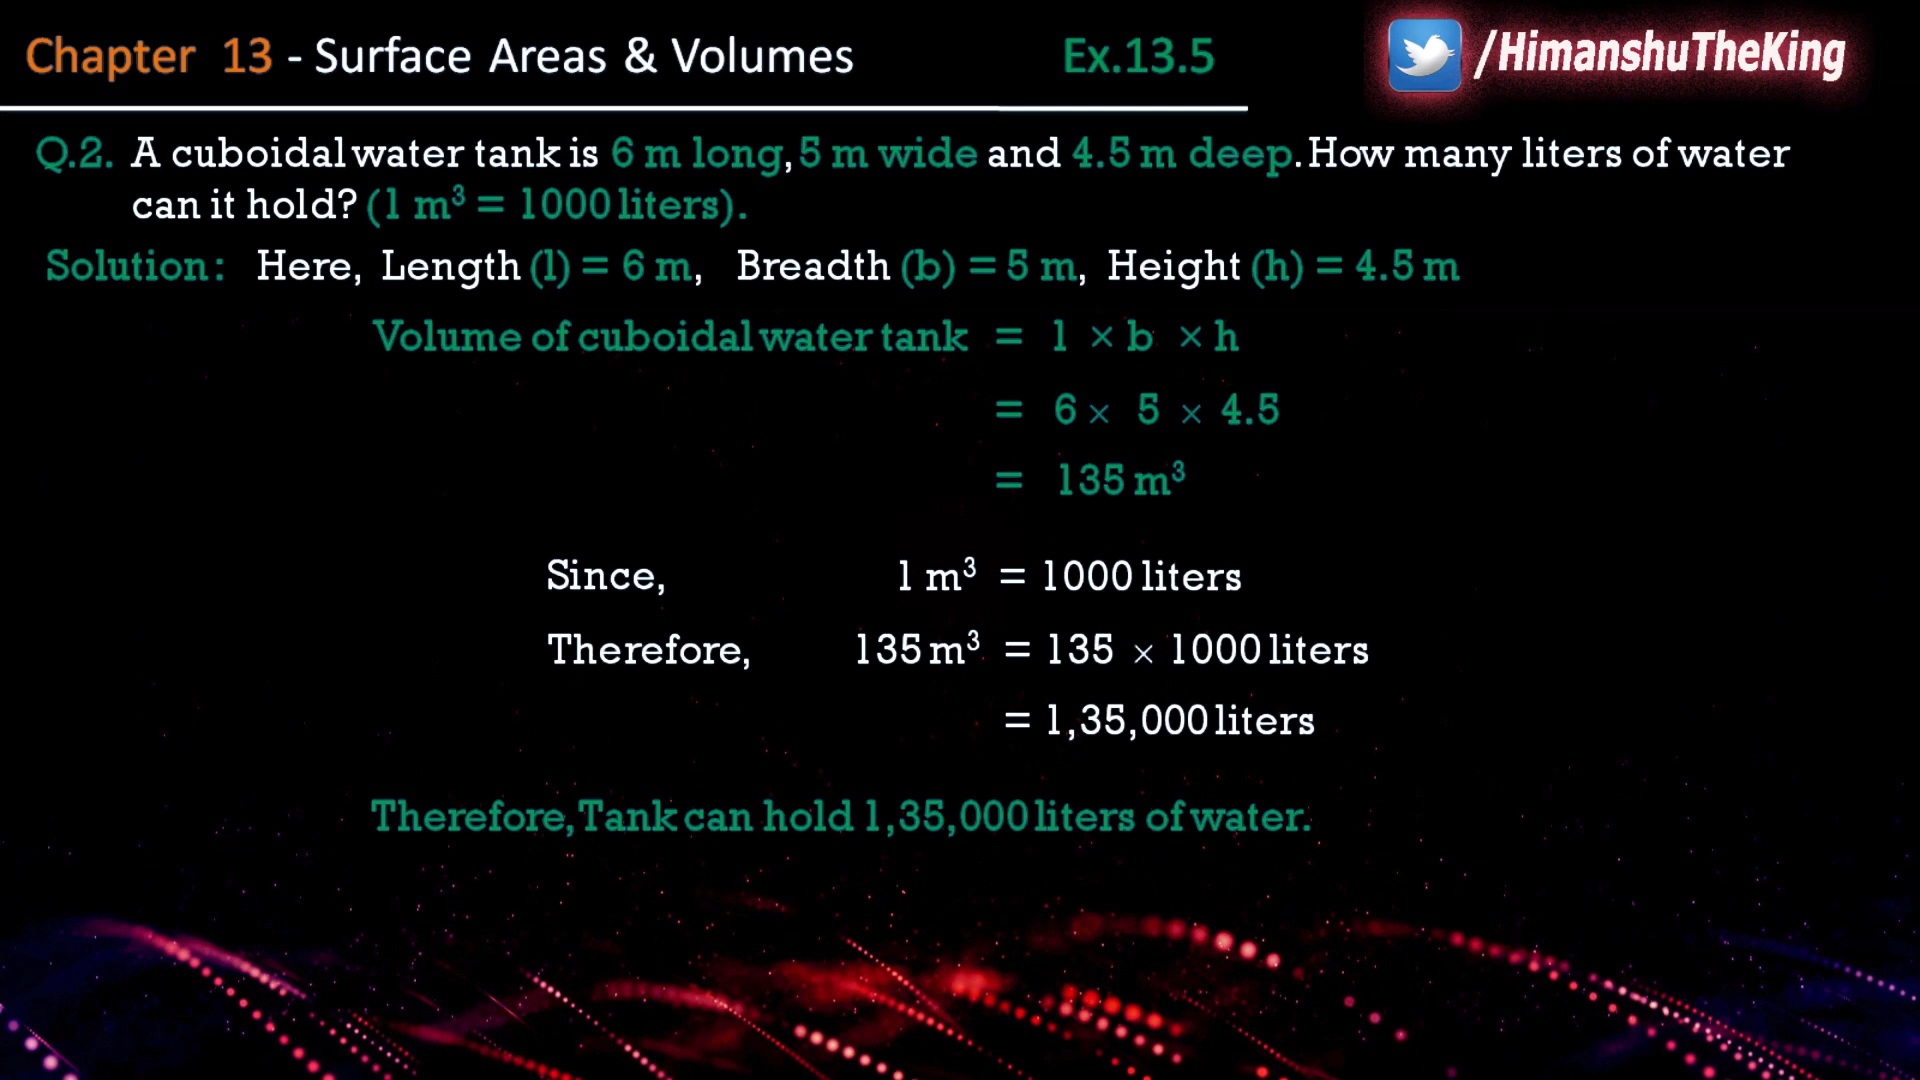 Chapter 13 - Surface Areas & Volumes Ex.13.5 /HimanshuTheKing
Q.2. A cuboidal water tank is 6 m long, 5 m wide and 4.5 m deep. How many liters of water
can it hold? (1 m³ = 1000 liters).
Solution: Here, Length (l) = 6 m, Breadth (b) = 5 m, Height (h) = 4.5 m
Volume of cuboidal water tank = l × b × h
= 6 × 5 × 4.5
= 135 m³
Since, 1 m³ = 1000 liters
Therefore, 135 m³ = 135 × 1000 liters
= 1,35,000 liters
Therefore, Tank can hold 1,35,000 liters of water.